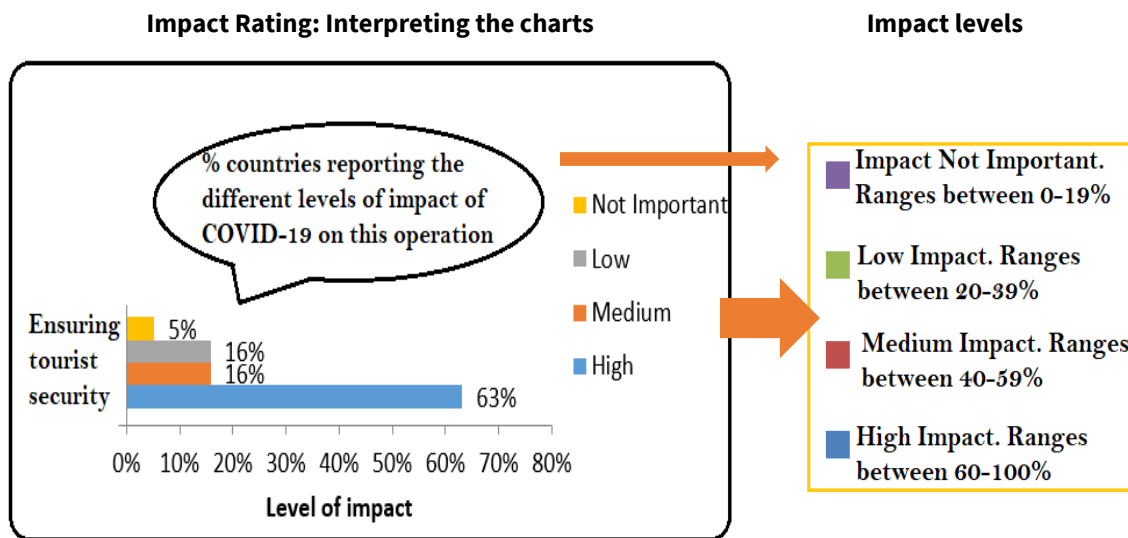 Impact Rating: Interpreting the charts
Impact levels
% countries reporting the
different levels of impact of
COVID-19 on this operation
Not Important
Low
Medium
High
Ensuring
tourist
security
5%
16%
16%
63%
0% 10% 20% 30% 40% 50% 60% 70% 80%
Level of impact
Impact Not Important.
Ranges between 0-19%
Low Impact. Ranges
between 20-39%
Medium Impact. Ranges
between 40-59%
High Impact. Ranges
between 60-100%